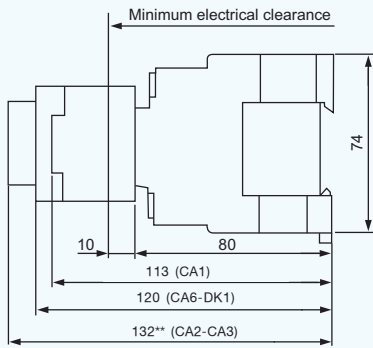 Minimum electrical clearance
74
10 80
113 (CA1)
120 (CA6-DK1)
132** (CA2-CA3)